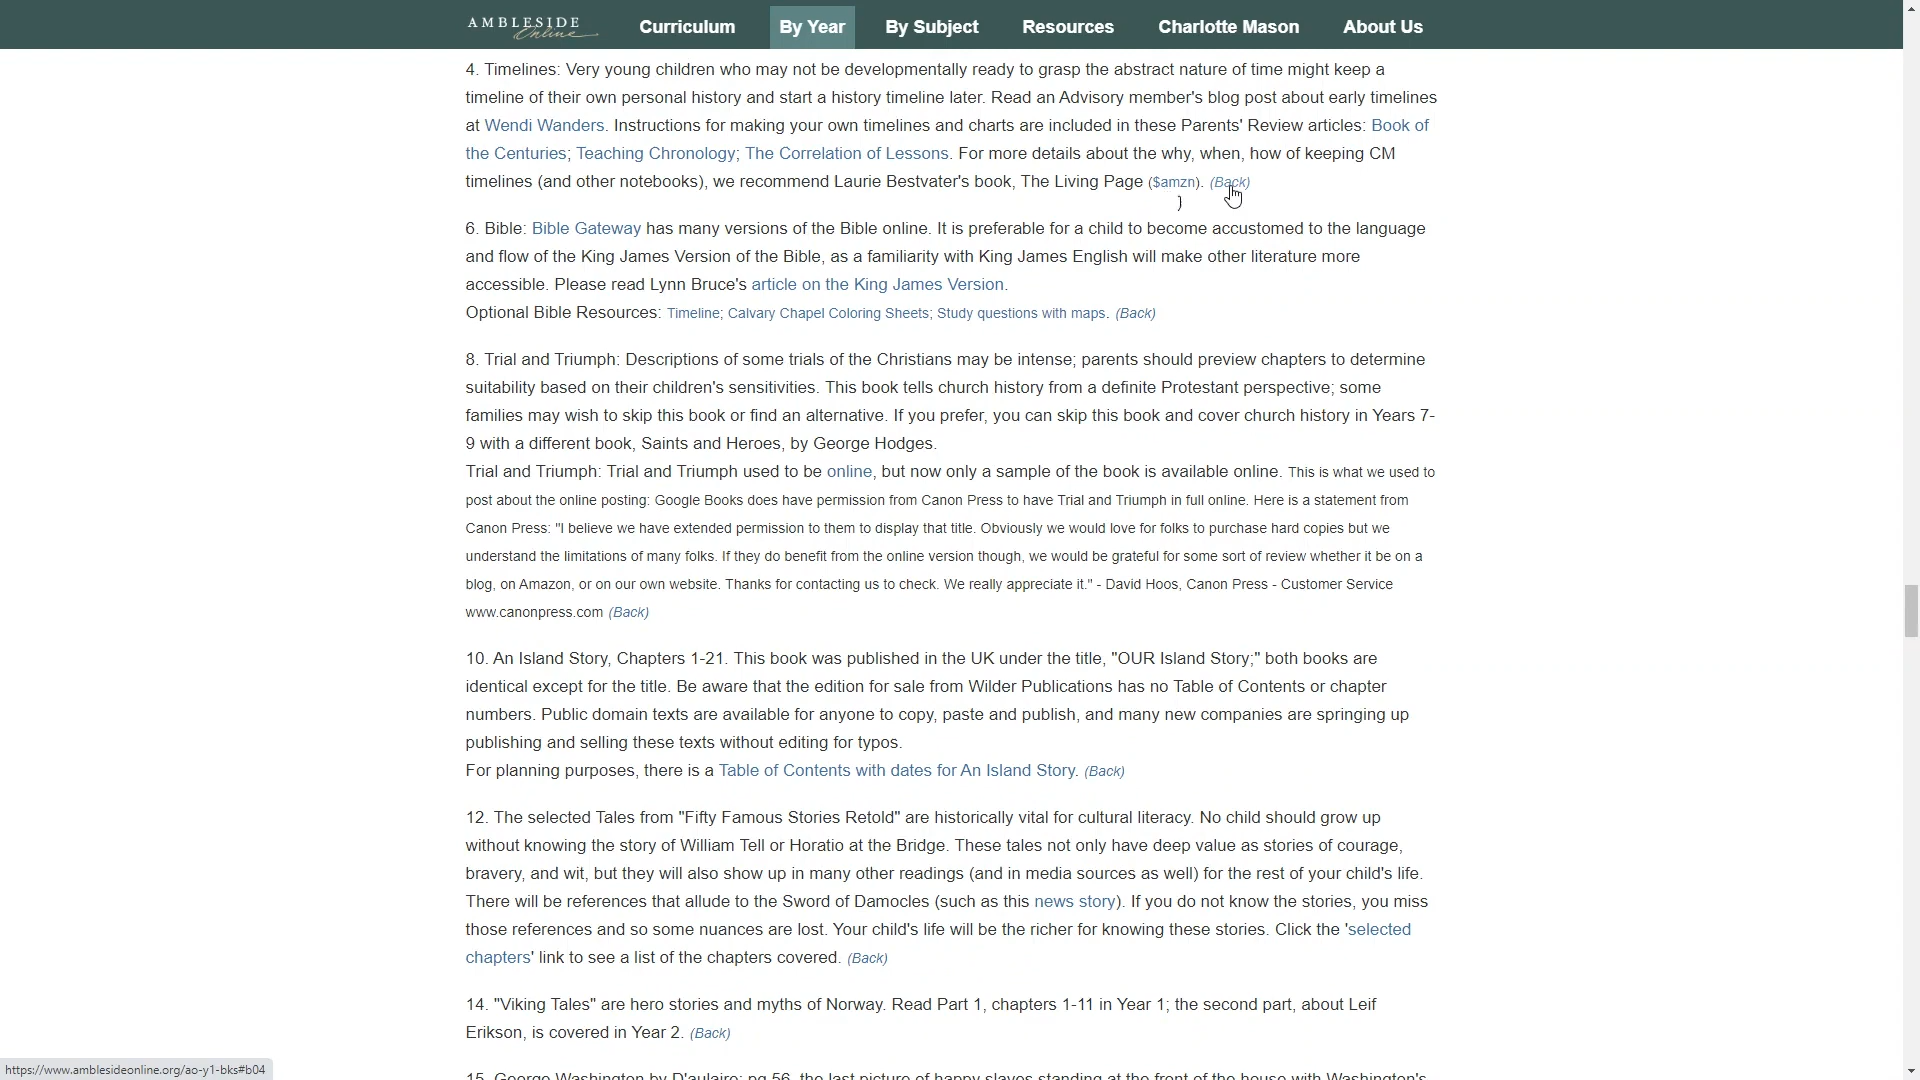 AMBLESIDE Online Curriculum By Year By Subject Resources Charlotte Mason About Us
4. Timelines: Very young children who may not be developmentally ready to grasp the abstract nature of time might keep a
timeline of their own personal history and start a history timeline later. Read an Advisory member's blog post about early timelines
at Wendi Wanders. Instructions for making your own timelines and charts are included in these Parents' Review articles: Book of
the Centuries; Teaching Chronology; The Correlation of Lessons. For more details about the why, when, how of keeping CM
timelines (and other notebooks), we recommend Laurie Bestvater's book, The Living Page ($amzn). (Back)
6. Bible: Bible Gateway has many versions of the Bible online. It is preferable for a child to become accustomed to the language
and flow of the King James Version of the Bible, as a familiarity with King James English will make other literature more
accessible. Please read Lynn Bruce's article on the King James Version.
Optional Bible Resources: Timeline; Calvary Chapel Coloring Sheets; Study questions with maps. (Back)
8. Trial and Triumph: Descriptions of some trials of the Christians may be intense; parents should preview chapters to determine
suitability based on their children's sensitivities. This book tells church history from a definite Protestant perspective; some
families may wish to skip this book or find an alternative. If you prefer, you can skip this book and cover church history in Years 7-
9 with a different book, Saints and Heroes, by George Hodges.
Trial and Triumph: Trial and Triumph used to be online, but now only a sample of the book is available online. This is what we used to
post about the online posting: Google Books does have permission from Canon Press to have Trial and Triumph in full online. Here is a statement from
Canon Press: "I believe we have extended permission to them to display that title. Obviously we would love for folks to purchase hard copies but we
understand the limitations of many folks. If they do benefit from the online version though, we would be grateful for some sort of review whether it be on a
blog, on Amazon, or on our own website. Thanks for contacting us to check. We really appreciate it." - David Hoos, Canon Press - Customer Service
www.canonpress.com (Back)
10. An Island Story, Chapters 1-21. This book was published in the UK under the title, "OUR Island Story;" both books are
identical except for the title. Be aware that the edition for sale from Wilder Publications has no Table of Contents or chapter
numbers. Public domain texts are available for anyone to copy, paste and publish, and many new companies are springing up
publishing and selling these texts without editing for typos.
For planning purposes, there is a Table of Contents with dates for An Island Story. (Back)
12. The selected Tales from "Fifty Famous Stories Retold" are historically vital for cultural literacy. No child should grow up
without knowing the story of William Tell or Horatio at the Bridge. These tales not only have deep value as stories of courage,
bravery, and wit, but they will also show up in many other readings (and in media sources as well) for the rest of your child's life.
There will be references that allude to the Sword of Damocles (such as this news story). If you do not know the stories, you miss
those references and so some nuances are lost. Your child's life will be the richer for knowing these stories. Click the 'selected
chapters' link to see a list of the chapters covered. (Back)
14. "Viking Tales" are hero stories and myths of Norway. Read Part 1, chapters 1-11 in Year 1; the second part, about Leif
Erikson, is covered in Year 2. (Back)
15. George Washington by D'aulaire: pg 56, the last picture of happy slaves standing at the front of the house with Washington's
https://www.amblesideonline.org/ao-y1-bks#b04